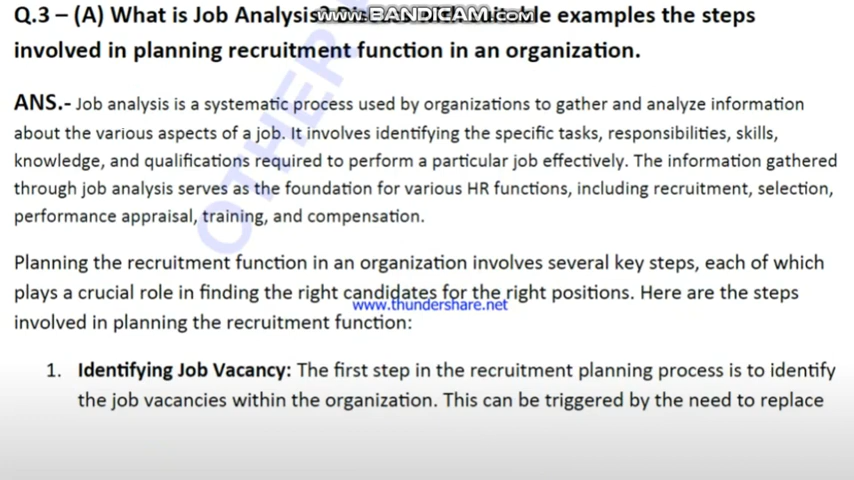 Q.3 – (A) What is Job Analysis? examples the steps
www.BANDICAM.com
involved in planning recruitment function in an organization.
ANS.- Job analysis is a systematic process used by organizations to gather and analyze information
about the various aspects of a job. It involves identifying the specific tasks, responsibilities, skills,
knowledge, and qualifications required to perform a particular job effectively. The information gathered
through job analysis serves as the foundation for various HR functions, including recruitment, selection,
performance appraisal, training, and compensation.
OTHER
Planning the recruitment function in an organization involves several key steps, each of which
plays a crucial role in finding the right candidates for the right positions. Here are the steps
www.thundershare.net
involved in planning the recruitment function:
1. Identifying Job Vacancy: The first step in the recruitment planning process is to identify
the job vacancies within the organization. This can be triggered by the need to replace